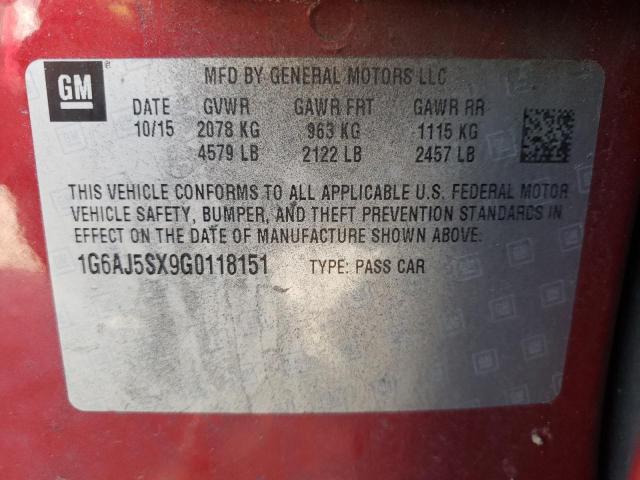 GM
MFD BY GENERAL MOTORS LLC
DATE GVWR GAWR FRT GAWR RR
10/15 2078 KG 963 KG 1115 KG
4579 LB 2122 LB 2457 LB
THIS VEHICLE CONFORMS TO ALL APPLICABLE U.S. FEDERAL MOTOR
VEHICLE SAFETY, BUMPER, AND THEFT PREVENTION STANDARDS IN
EFFECT ON THE DATE OF MANUFACTURE SHOWN ABOVE:
1G6AJ5SX9G0118151 TYPE: PASS CAR